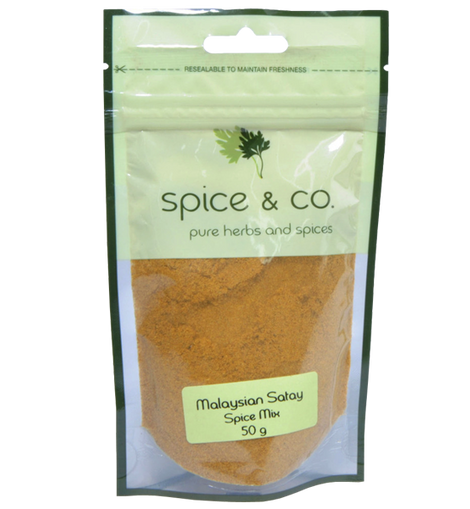 RESEALABLE TO MAINTAIN FRESHNESS
spice & co.
pure herbs and spices
Malaysian Satay
Spice Mix
50 g